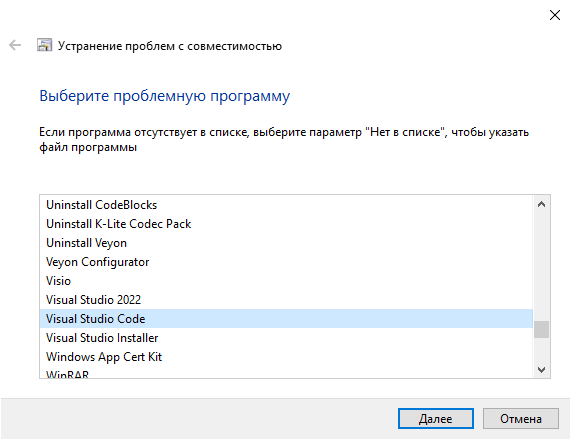 Устранение проблем с совместимостью
Выберите проблемную программу
Если программа отсутствует в списке, выберите параметр "Нет в списке", чтобы указать
файл программы
Uninstall CodeBlocks
Uninstall K-Lite Codec Pack
Uninstall Veyon
Veyon Configurator
Visio
Visual Studio 2022
Visual Studio Code
Visual Studio Installer
Windows App Cert Kit
WinRAR
Далее
Отмена